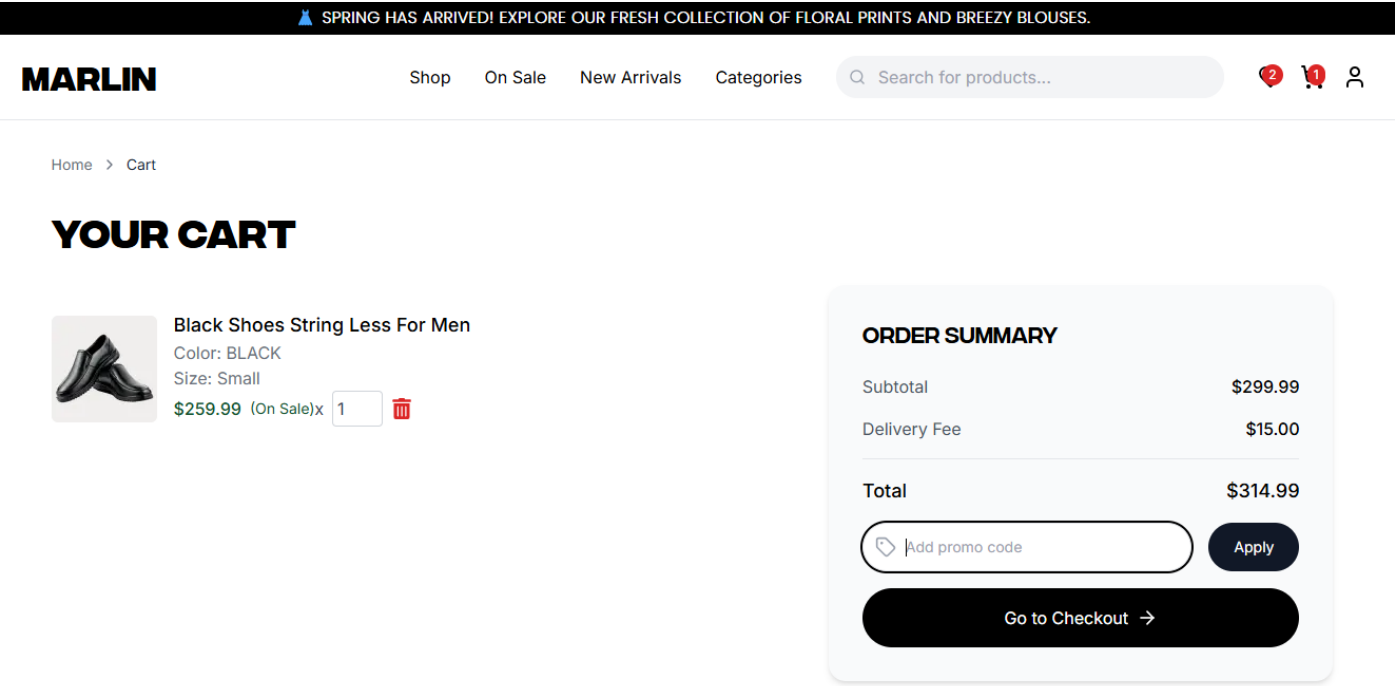 SPRING HAS ARRIVED! EXPLORE OUR FRESH COLLECTION OF FLORAL PRINTS AND BREEZY BLOUSES.
MARLIN
Shop On Sale New Arrivals Categories Search for products... 2 1
Home > Cart
YOUR CART
Black Shoes String Less For Men
Color: BLACK
Size: Small
$259.99 (On Sale)x 1
ORDER SUMMARY
Subtotal $299.99
Delivery Fee $15.00
Total $314.99
Add promo code Apply
Go to Checkout →